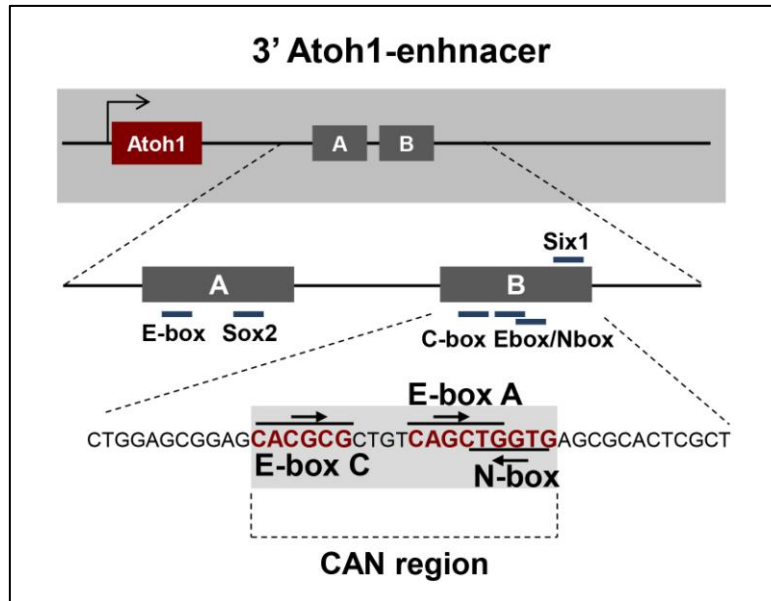 3' Atoh1-enhnacer
Atoh1
A
B
Six1
A
B
E-box
Sox2
C-box
Ebox/Nbox
E-box A
CTGGAGCGGAGCACGCGCTGTCAGCTGGTGAGCGCACTCGCT
E-box C
N-box
CAN region